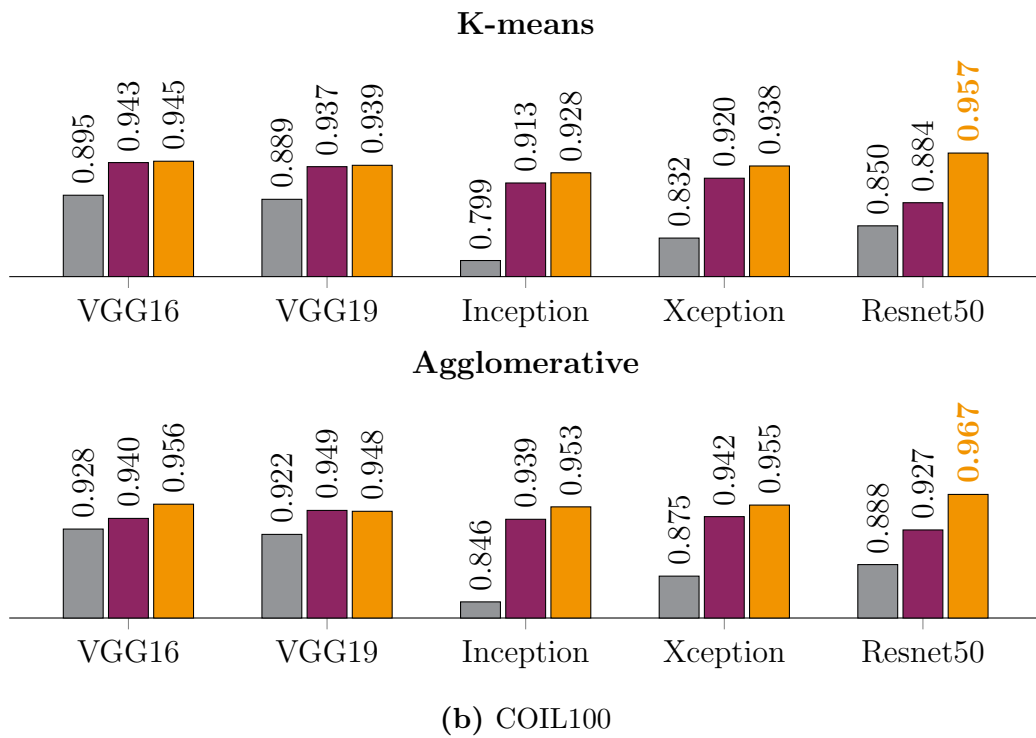 K-means
0.895 0.943 0.945 0.889 0.937 0.939 0.799 0.913 0.928 0.832 0.920 0.938 0.850 0.884 0.957
VGG16 VGG19 Inception Xception Resnet50
Agglomerative
0.928 0.940 0.956 0.922 0.949 0.948 0.846 0.939 0.953 0.875 0.942 0.955 0.888 0.927 0.967
VGG16 VGG19 Inception Xception Resnet50
(b) COIL100